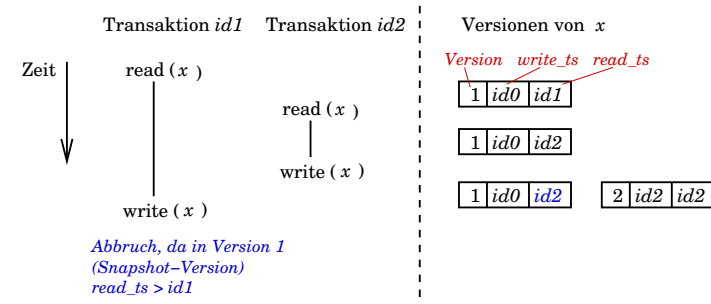 Transaktion id1 Transaktion id2 Versionen von x
Version write_ts read_ts
Zeit read (x )
1 id0 id1
read (x )
1 id0 id2
write ( x )
1 id0 id2 2 id2 id2
write ( x )
Abbruch, da in Version 1
(Snapshot−Version)
read_ts > id1